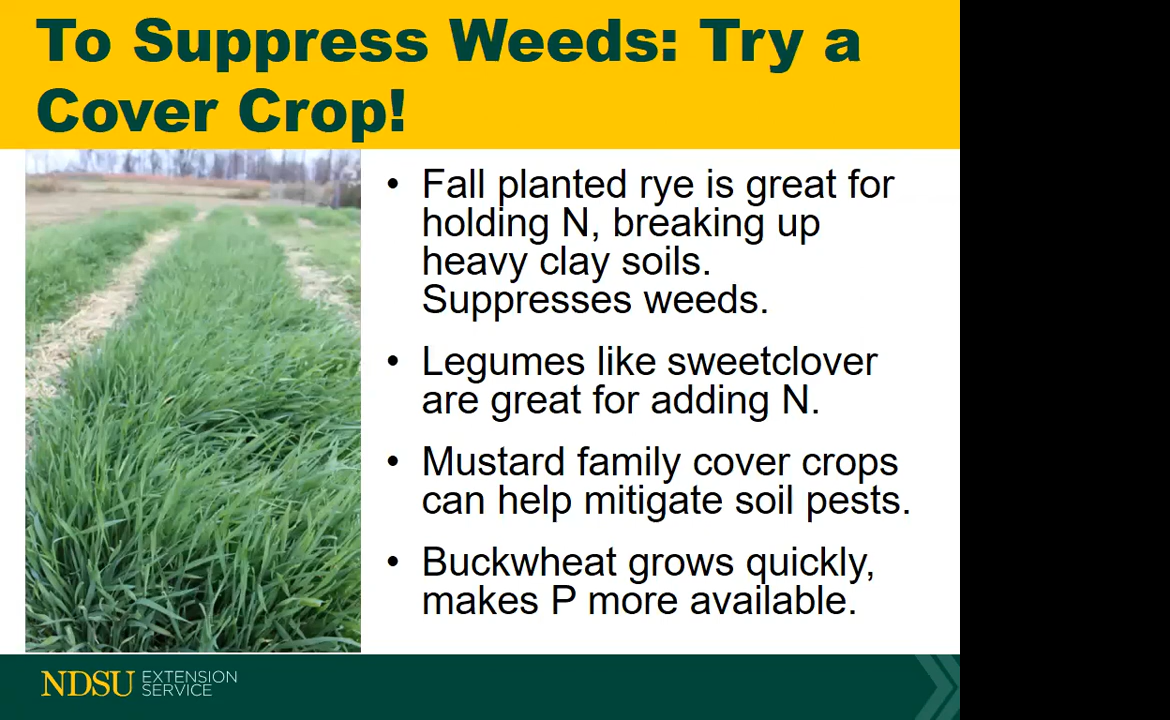 To Suppress Weeds: Try a
Cover Crop!
• Fall planted rye is great for
holding N, breaking up
heavy clay soils.
Suppresses weeds.
• Legumes like sweetclover
are great for adding N.
• Mustard family cover crops
can help mitigate soil pests.
• Buckwheat grows quickly,
makes P more available.
NDSU EXTENSION
SERVICE